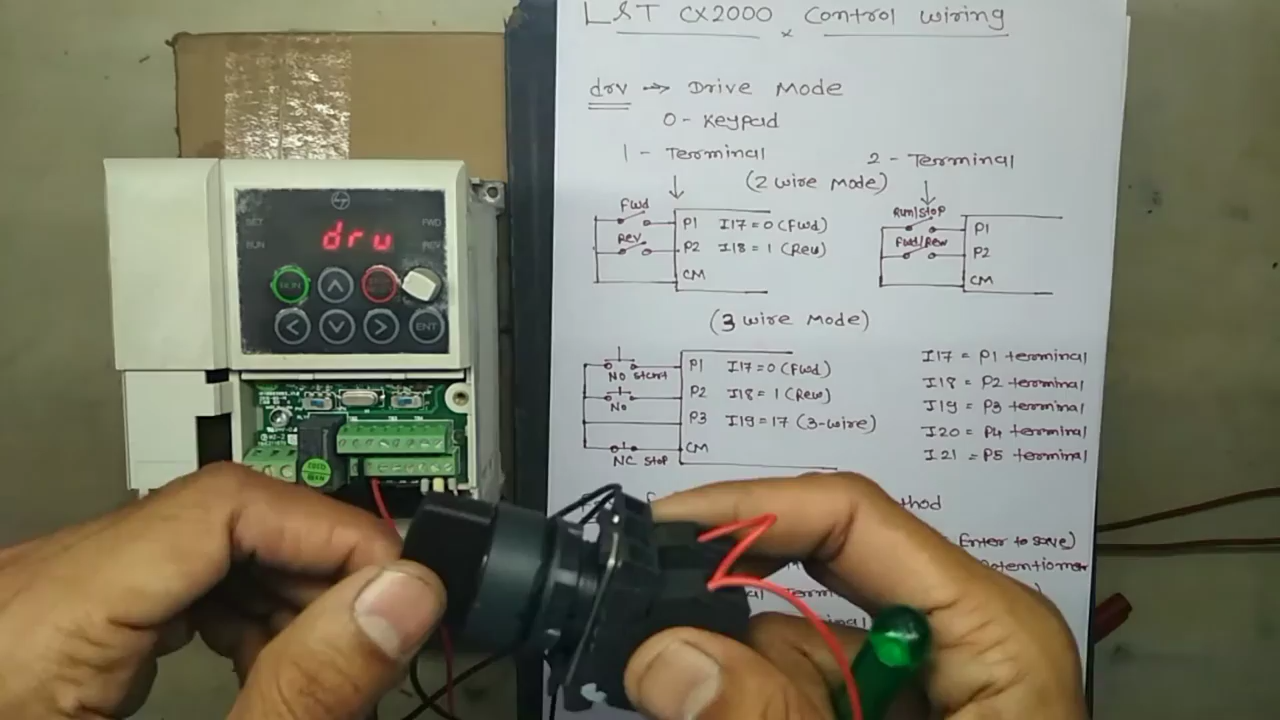 L&T CX2000 Control wiring
drv → Drive Mode
0 - Keypad
1 - Terminal
2 - Terminal
(2 wire mode)
Fwd
P1 I17 = 0 (Fwd)
Rev
P2 I18 = 1 (Rev)
CM
Run/Stop
P1
Fwd/Rev
P2
CM
(3 wire Mode)
P1 I17 = 0 (Fwd)
NO Start
P2 I18 = 1 (Rev)
NO
P3 I19 = 17 (3-wire)
CM
NC Stop
I17 = P1 terminal
I18 = P2 terminal
I19 = P3 terminal
I20 = P4 terminal
I21 = P5 terminal
thod
Enter to save)
Potentiometer
drv
SET
FWD
RUN
REV
RUN
ENT